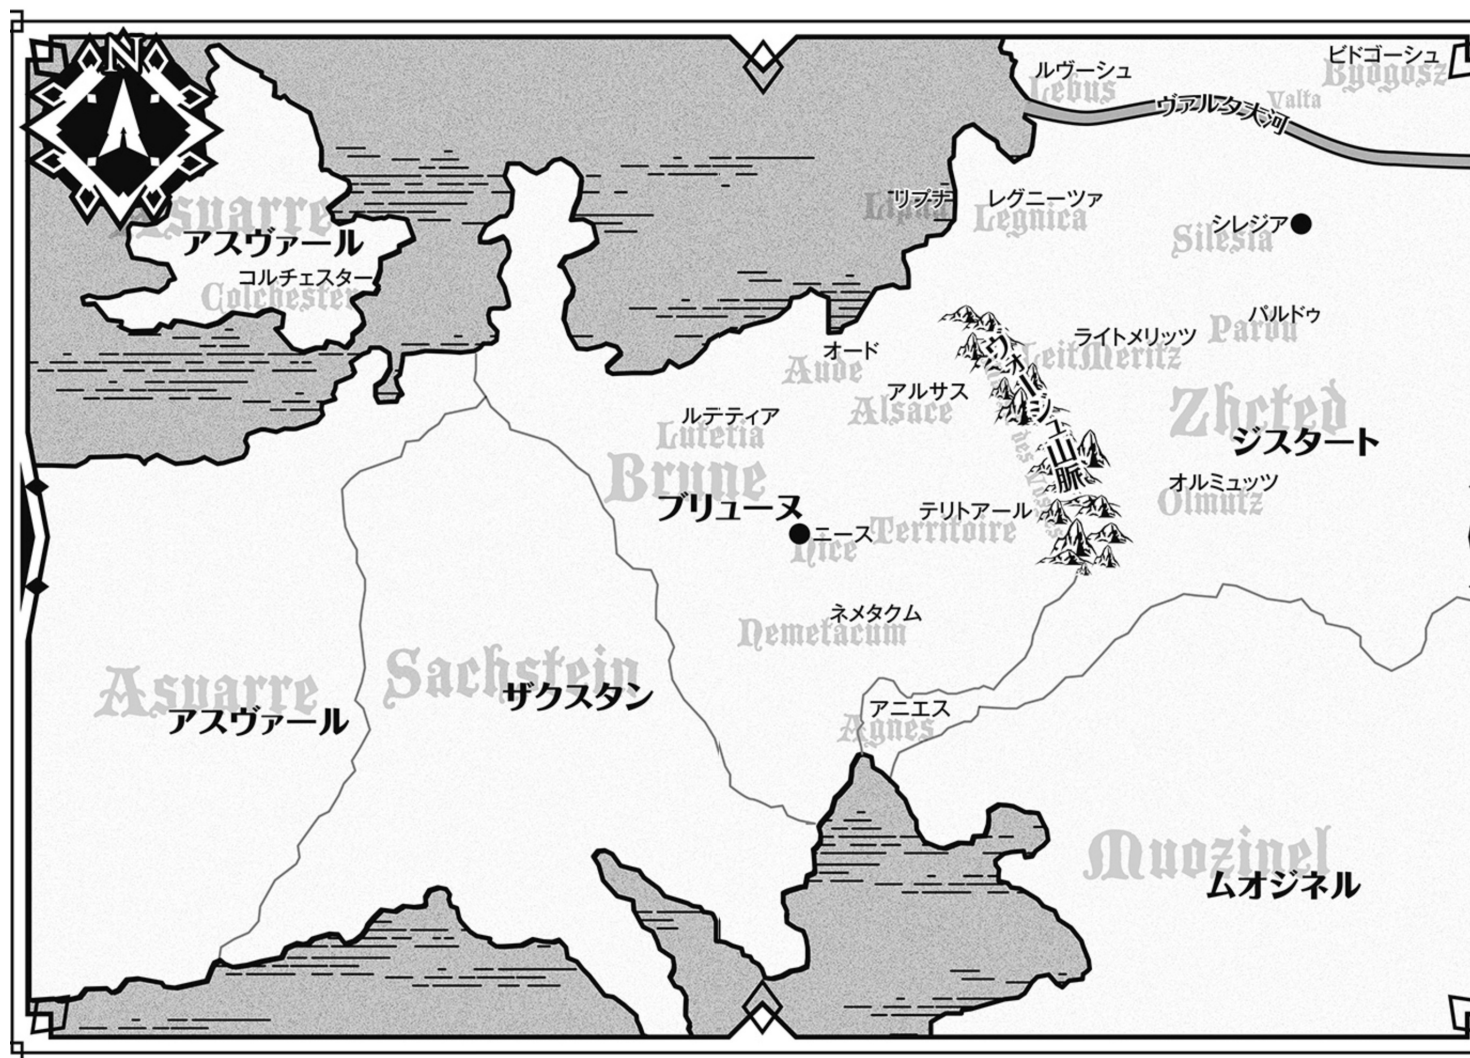 N
ビドゴーシュ
Bydgosz
ルヴーシュ
Lebus
Valta
ヴァルタ大河
リプナ
Lipna
レグニーツァ
Legnica
シレジア
Silesia
Asvarre
アスヴァール
コルチェスター
Colchester
パルドゥ
Pardu
ライトメリッツ
LeitMeritz
ヴォージュ山脈
オード
Aude
アルサス
Alsace
Zhcted
ジスタート
ルテティア
Lutetia
Brune
ブリューヌ
オルミュッツ
Olmutz
テリトアール
Territoire
ニース
Nice
ネメタクム
Nemetacum
Sachstein
ザクスタン
Asvarre
アスヴァール
アニエス
Agnes
Muozinel
ムオジネル